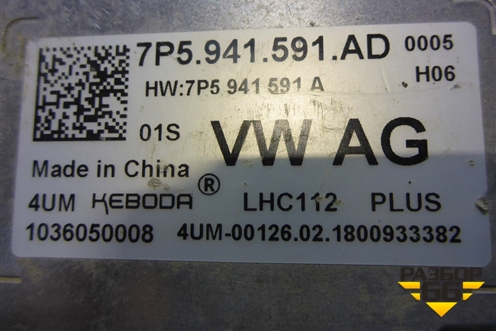 7P5.941.591.AD 0005
HW:7P5 941 591 A H06
01S VW AG
Made in China
4UM KEBODA ® LHC112 PLUS
1036050008 4UM-00126.02.1800933382
РАЗБОР
66